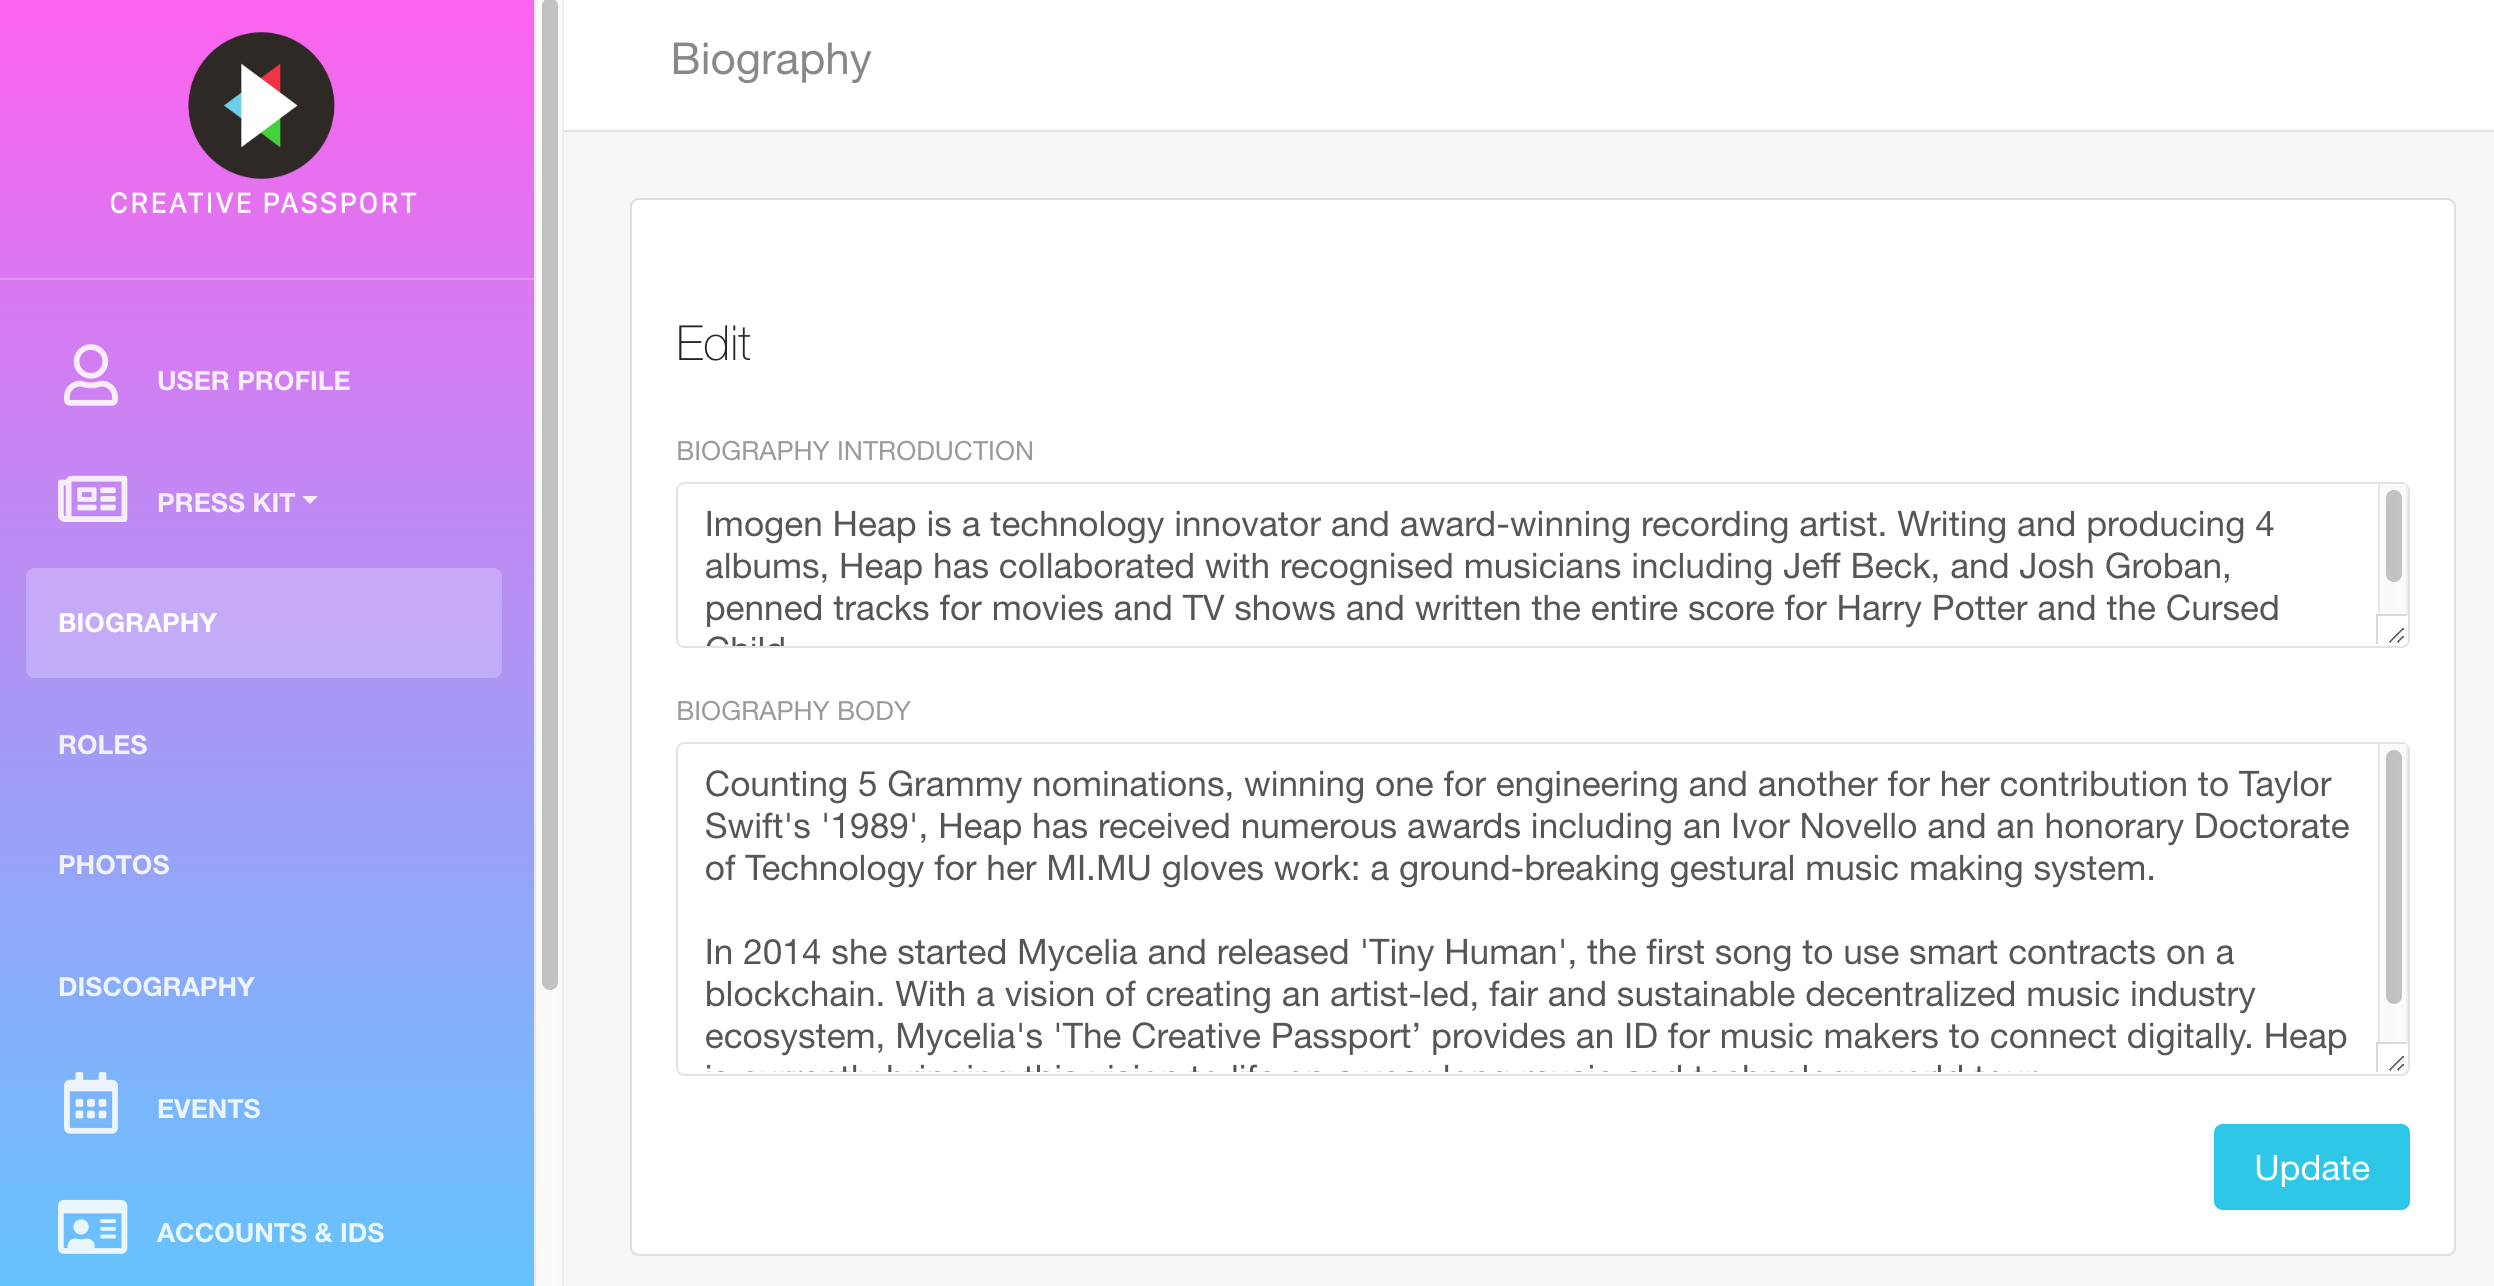 CREATIVE PASSPORT
USER PROFILE
PRESS KIT
BIOGRAPHY
ROLES
PHOTOS
DISCOGRAPHY
EVENTS
ACCOUNTS & IDS
Biography
Edit
BIOGRAPHY INTRODUCTION
Imogen Heap is a technology innovator and award-winning recording artist. Writing and producing 4
albums, Heap has collaborated with recognised musicians including Jeff Beck, and Josh Groban,
penned tracks for movies and TV shows and written the entire score for Harry Potter and the Cursed
Child
BIOGRAPHY BODY
Counting 5 Grammy nominations, winning one for engineering and another for her contribution to Taylor
Swift's '1989', Heap has received numerous awards including an Ivor Novello and an honorary Doctorate
of Technology for her MI.MU gloves work: a ground-breaking gestural music making system.
In 2014 she started Mycelia and released 'Tiny Human', the first song to use smart contracts on a
blockchain. With a vision of creating an artist-led, fair and sustainable decentralized music industry
ecosystem, Mycelia's 'The Creative Passport’ provides an ID for music makers to connect digitally. Heap
Update